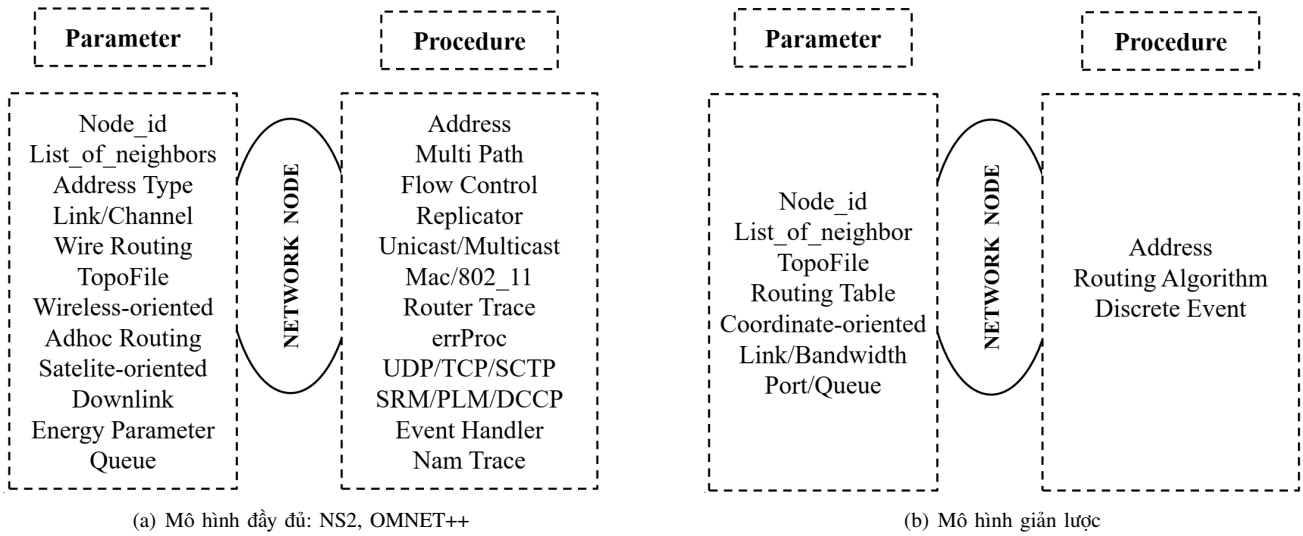 Parameter
Procedure
Node_id
List_of_neighbors
Address Type
Link/Channel
Wire Routing
TopoFile
Wireless-oriented
Adhoc Routing
Satelite-oriented
Downlink
Energy Parameter
Queue
NETWORK NODE
Address
Multi Path
Flow Control
Replicator
Unicast/Multicast
Mac/802_11
Router Trace
errProc
UDP/TCP/SCTP
SRM/PLM/DCCP
Event Handler
Nam Trace
(a) Mô hình đầy đủ: NS2, OMNET++
Parameter
Procedure
Node_id
List_of_neighbor
TopoFile
Routing Table
Coordinate-oriented
Link/Bandwidth
Port/Queue
NETWORK NODE
Address
Routing Algorithm
Discrete Event
(b) Mô hình giản lược